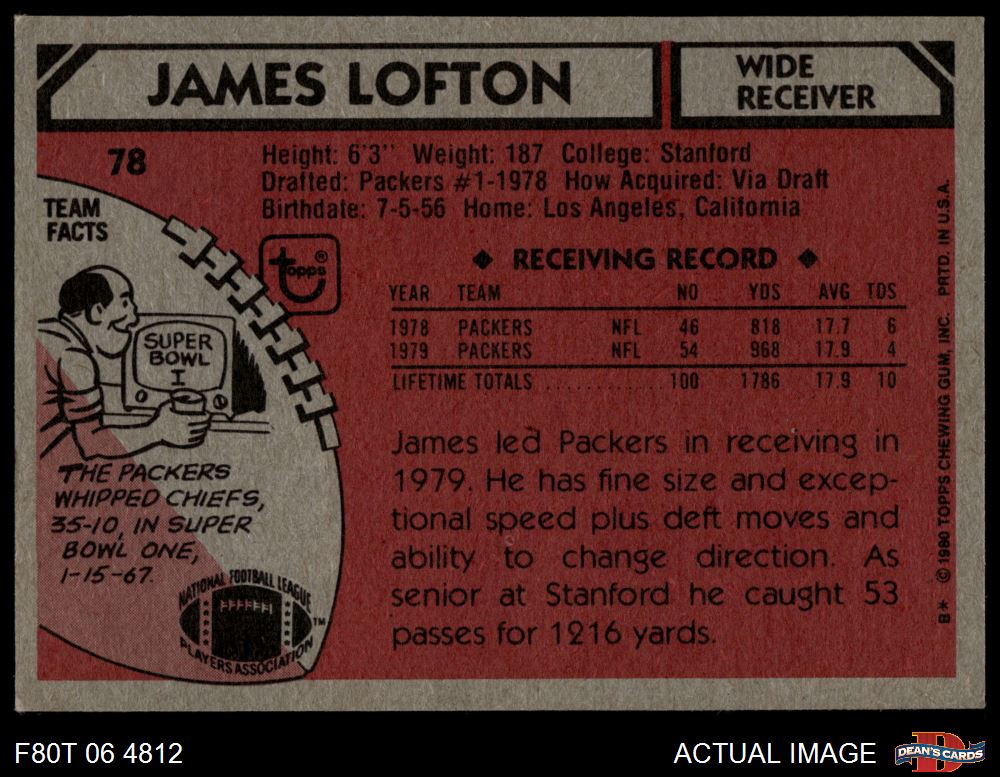 JAMES LOFTON
WIDE
RECEIVER
78
Height: 6'3'' Weight: 187 College: Stanford
Drafted: Packers #1-1978 How Acquired: Via Draft
Birthdate: 7-5-56 Home: Los Angeles, California
TEAM
FACTS
topps®
SUPER
BOWL
I
THE PACKERS
WHIPPED CHIEFS,
35-10, IN SUPER
BOWL ONE,
1-15-67.
NATIONAL FOOTBALL LEAGUE
PLAYERS ASSOCIATION
TM
◆ RECEIVING RECORD ◆
YEAR TEAM NO YDS AVG TDS
1978 PACKERS NFL 46 818 17.7 6
1979 PACKERS NFL 54 968 17.9 4
LIFETIME TOTALS ............. 100 1786 17.9 10
James led Packers in receiving in
1979. He has fine size and excep-
tional speed plus deft moves and
ability to change direction. As
senior at Stanford he caught 53
passes for 1216 yards.
B* © 1980 TOPPS CHEWING GUM, INC. PRTD. IN U.S.A.
F80T 06 4812
ACTUAL IMAGE
D
DEAN'S CARDS